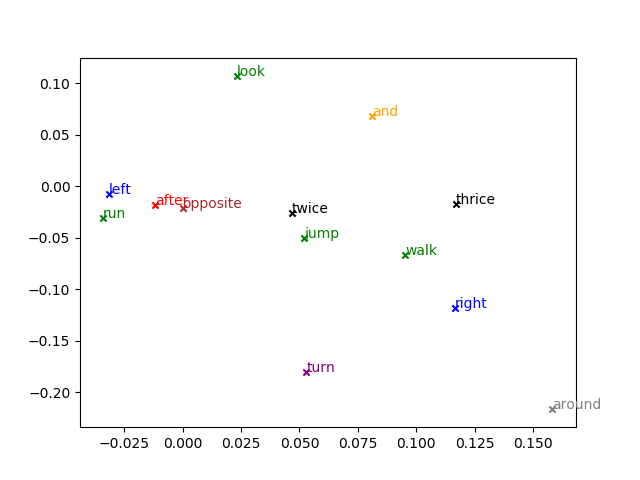 look
0.10
and
0.05
0.00
left
thrice
after
opposite
twice
run
jump
−0.05
walk
−0.10
right
−0.15
turn
−0.20
around
−0.025 0.000 0.025 0.050 0.075 0.100 0.125 0.150